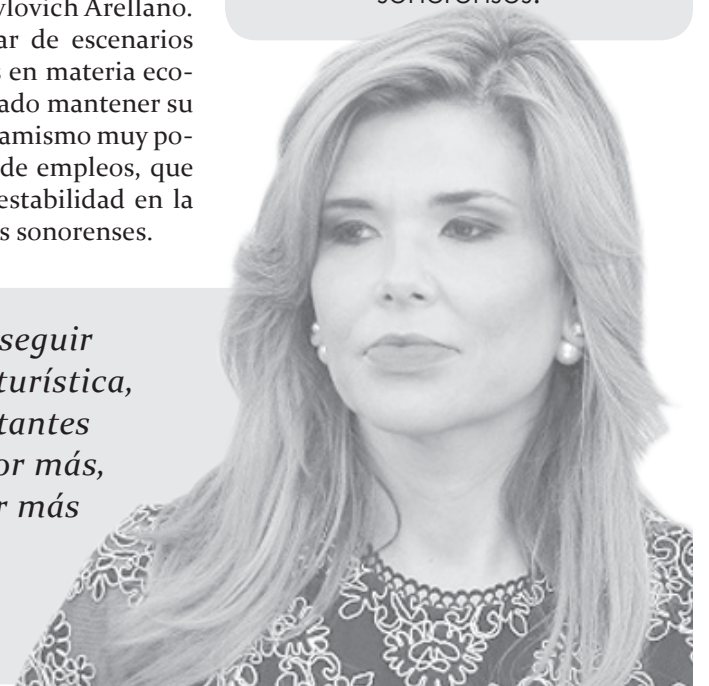 ylovich Arellano.
ar de escenarios
s en materia eco-
ado mantener su
amismo muy po-
de empleos, que
estabilidad en la
s sonorenses.
seguir
turística,
tantes
or más,
r más